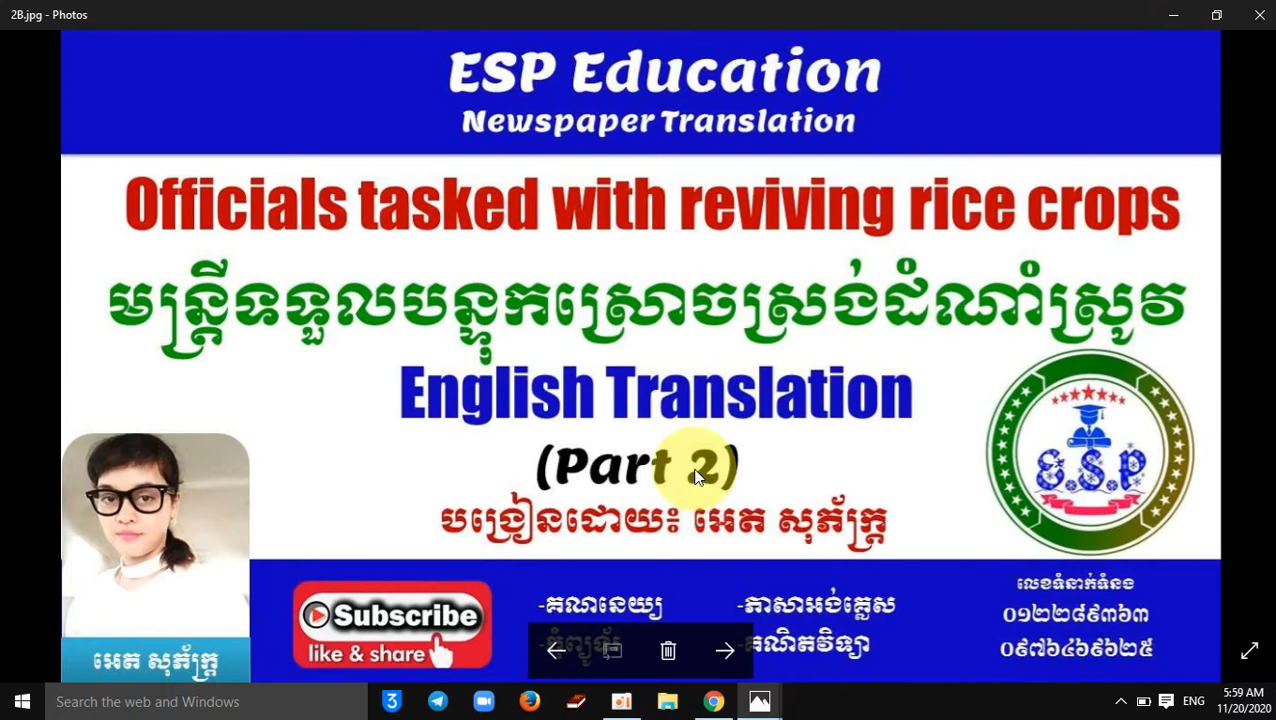 2B.jpg - Photos
ESP Education
Newspaper Translation
Officials tasked with reviving rice crops
មន្ត្រីទទួលបន្ទុកស្រោចស្រង់ដំណាំស្រូវ
English Translation
(Part 2)
បង្រៀនដោយ៖ អេត សុភ័ក្ត្រ
E.S.P
អេត សុភ័ក្ត្រ
Subscribe
like & share
-គណនេយ្យ
-ភាសាអង់គ្លេស
-គណិតវិទ្យា
លេខទំនាក់ទំនង
០១២២៨៩៣៦៣
០៩៧៦៤៦៩៦២៥
Search the web and Windows
ENG
5:59 AM
11/20/2020